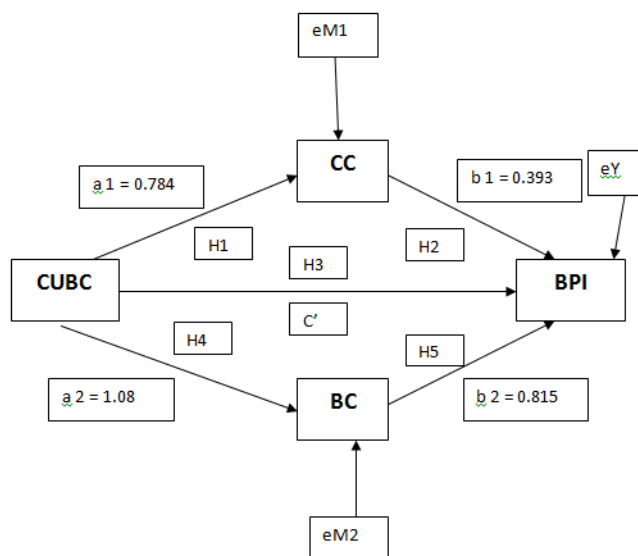 eM1
CC
eY
a 1 = 0.784
b 1 = 0.393
H1
H2
H3
CUBC
BPI
C’
H4
H5
BC
a 2 = 1.08
b 2 = 0.815
eM2